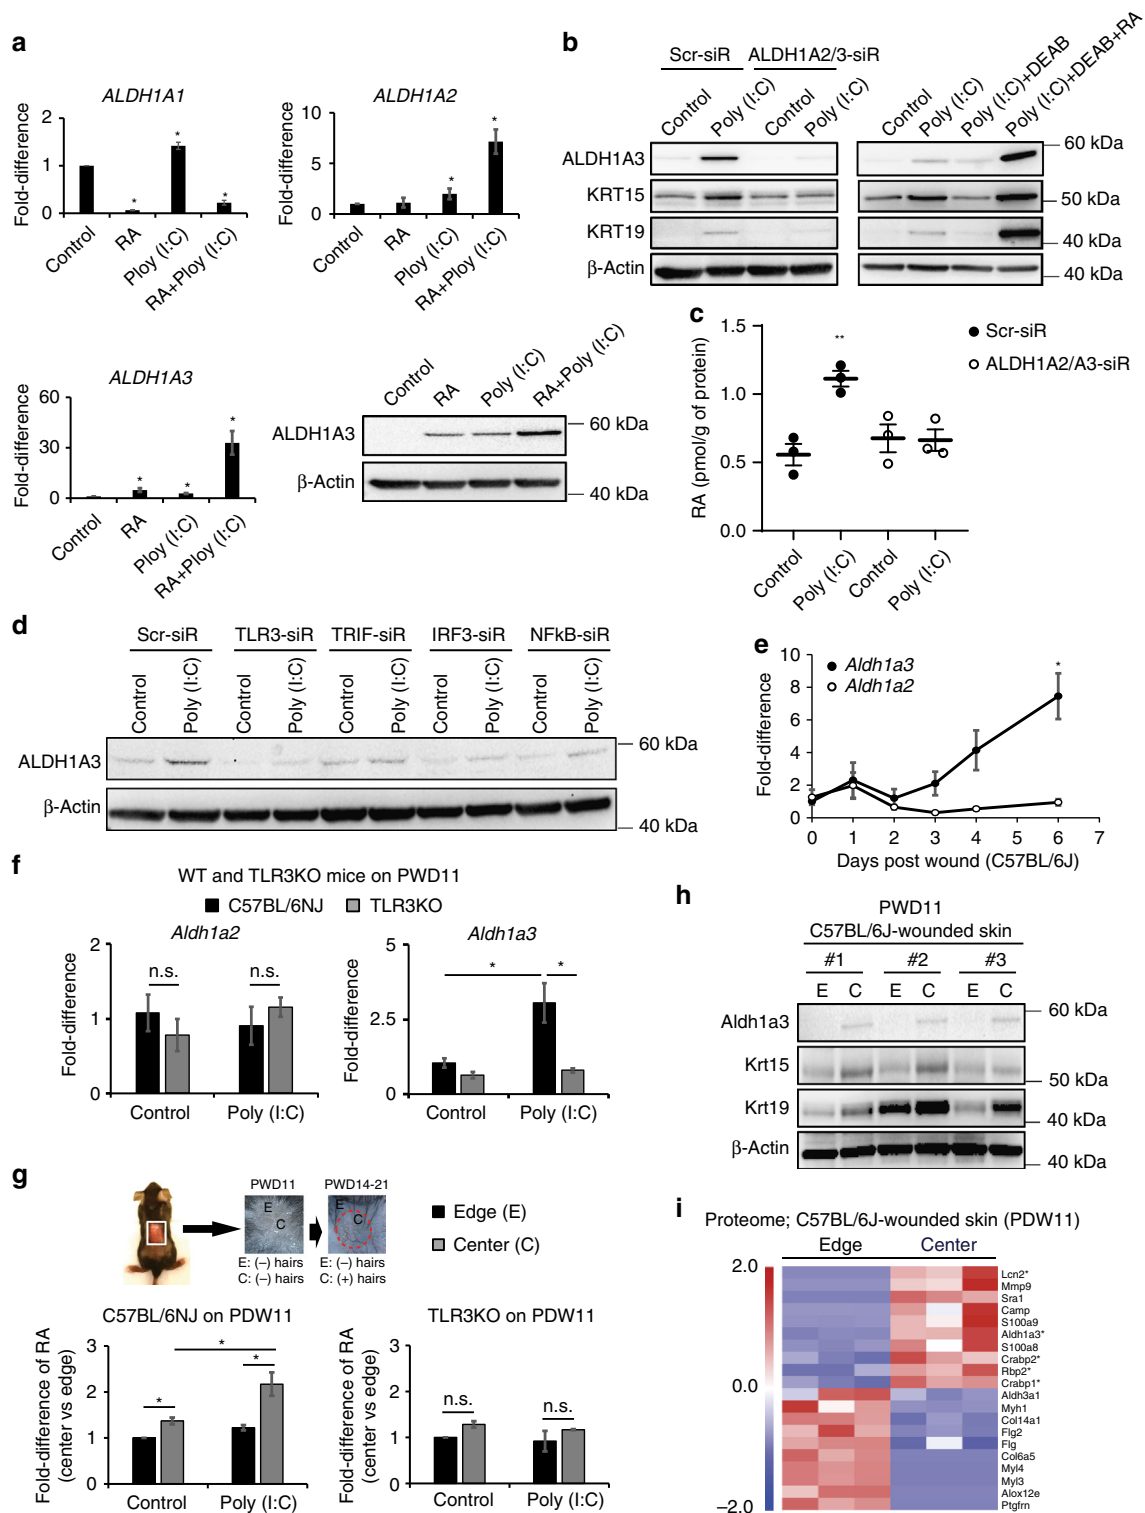 a
ALDH1A1
Fold-difference
2
1
0
*
*
*
Control
RA
Ploy (I:C)
RA+Ploy (I:C)
ALDH1A2
Fold-difference
10
5
0
*
*
Control
RA
Ploy (I:C)
RA+Ploy (I:C)
ALDH1A3
Fold-difference
60
30
0
*
*
*
Control
RA
Ploy (I:C)
RA+Ploy (I:C)
Control
RA
Poly (I:C)
RA+Poly (I:C)
ALDH1A3
β-Actin
60 kDa
40 kDa
b
Scr-siR
ALDH1A2/3-siR
Control
Poly (I:C)
Control
Poly (I:C)
Control
Poly (I:C)
Poly (I:C)+DEAB
Poly (I:C)+DEAB+RA
ALDH1A3
KRT15
KRT19
β-Actin
60 kDa
50 kDa
40 kDa
40 kDa
c
RA (pmol/g of protein)
1.5
1.0
0.5
0.0
**
Scr-siR
ALDH1A2/A3-siR
Control
Poly (I:C)
Control
Poly (I:C)
d
Scr-siR
TLR3-siR
TRIF-siR
IRF3-siR
NFkB-siR
Control
Poly (I:C)
Control
Poly (I:C)
Control
Poly (I:C)
Control
Poly (I:C)
Control
Poly (I:C)
ALDH1A3
β-Actin
60 kDa
40 kDa
e
Fold-difference
10
8
6
4
2
0
Aldh1a3
Aldh1a2
*
0 1 2 3 4 5 6 7
Days post wound (C57BL/6J)
f
WT and TLR3KO mice on PWD11
C57BL/6NJ
TLR3KO
Aldh1a2
Fold-difference
2
1
0
n.s.
n.s.
Control
Poly (I:C)
Aldh1a3
Fold-difference
5
2.5
0
*
*
Control
Poly (I:C)
g
PWD11
PWD14-21
E
C
E
C
E: (–) hairs
C: (–) hairs
E: (–) hairs
C: (+) hairs
Edge (E)
Center (C)
C57BL/6NJ on PDW11
Fold-difference of RA
(center vs edge)
3
2
1
0
*
*
*
Control
Poly (I:C)
TLR3KO on PDW11
Fold-difference of RA
(center vs edge)
3
2
1
0
n.s.
n.s.
Control
Poly (I:C)
h
PWD11
C57BL/6J-wounded skin
#1 #2 #3
E C E C E C
Aldh1a3
Krt15
Krt19
β-Actin
60 kDa
50 kDa
40 kDa
40 kDa
i
Proteome; C57BL/6J-wounded skin (PDW11)
Edge
Center
2.0
0.0
–2.0
Lcn2*
Mmp9
Sra1
Camp
S100a9
Aldh1a3*
S100a8
Crabp2*
Rbp2*
Crabp1*
Aldh3a1
Myh1
Col14a1
Flg2
Flg
Col6a5
Myl4
Myl3
Alox12e
Ptgfrn